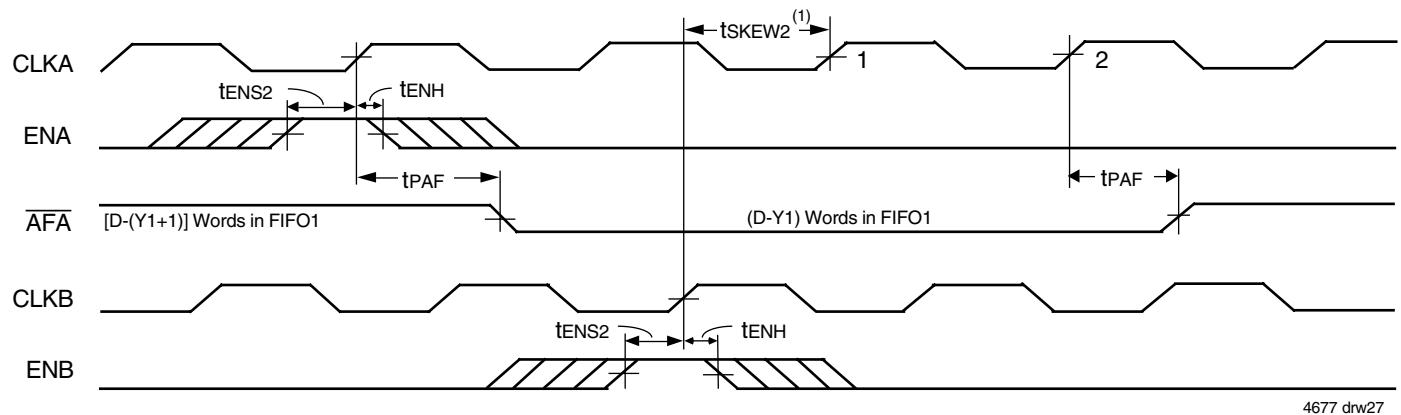 tSKEW2 (1)
CLKA
1
2
tENS2
tENH
ENA
tPAF
tPAF
AFA
[D-(Y1+1)] Words in FIFO1
(D-Y1) Words in FIFO1
CLKB
tENS2
tENH
ENB
4677 drw27